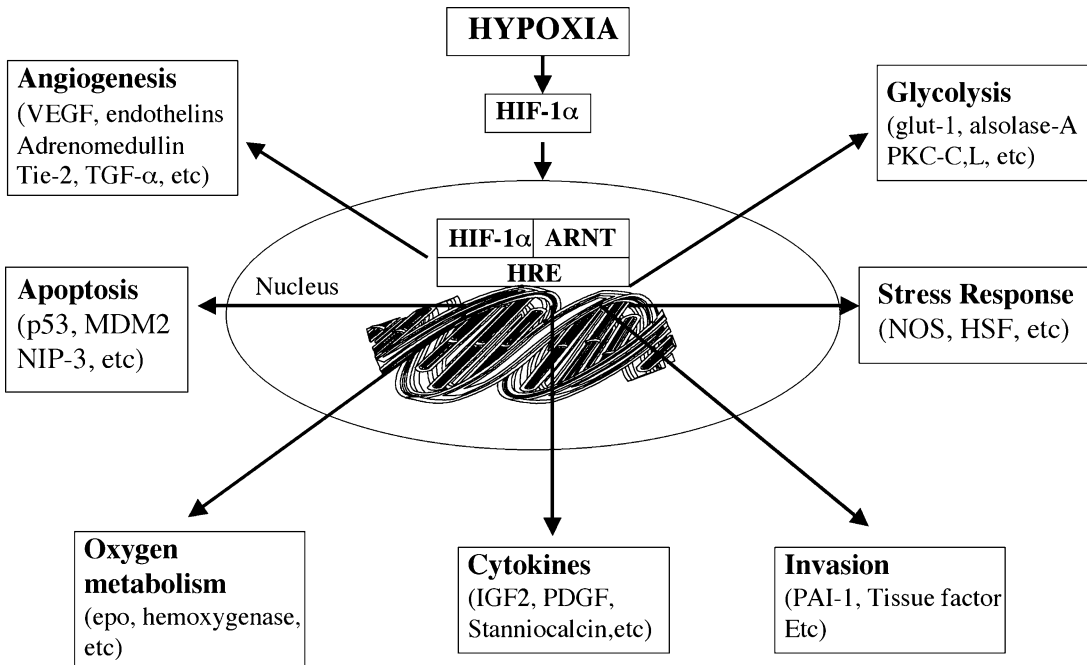 HYPOXIA
HIF-1α
Angiogenesis
(VEGF, endothelins
Adrenomedullin
Tie-2, TGF-α, etc)
Glycolysis
(glut-1, alsolase-A
PKC-C,L, etc)
HIF-1α ARNT
HRE
Nucleus
Apoptosis
(p53, MDM2
NIP-3, etc)
Stress Response
(NOS, HSF, etc)
Oxygen
metabolism
(epo, hemoxygenase,
etc)
Cytokines
(IGF2, PDGF,
Stanniocalcin,etc)
Invasion
(PAI-1, Tissue factor
Etc)